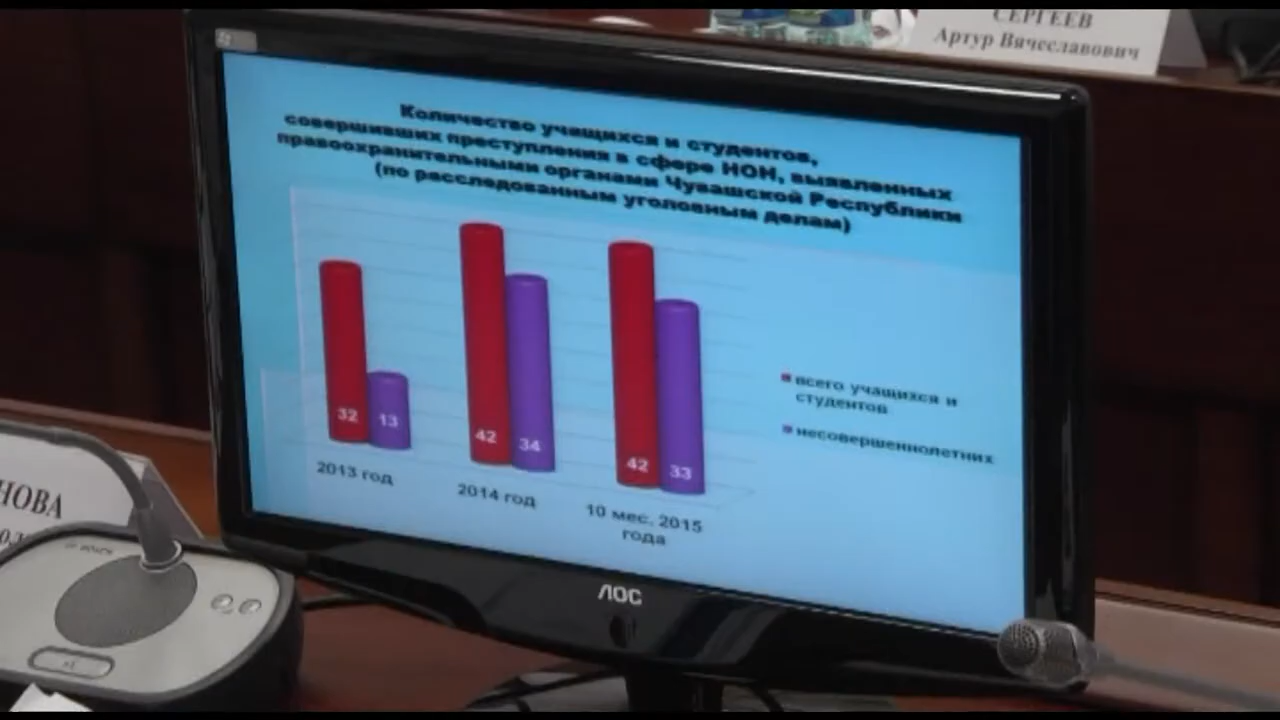 СЕРГЕЕВ
Артур Вячеславович
Количество учащихся и студентов,
совершивших преступления в сфере НОН, выявленных
правоохранительными органами Чувашской Республики
(по расследованным уголовным делам)
32
13
42
34
42
33
2013 год
2014 год
10 мес. 2015
года
всего учащихся и
студентов
несовершеннолетних
НОВА
AOC